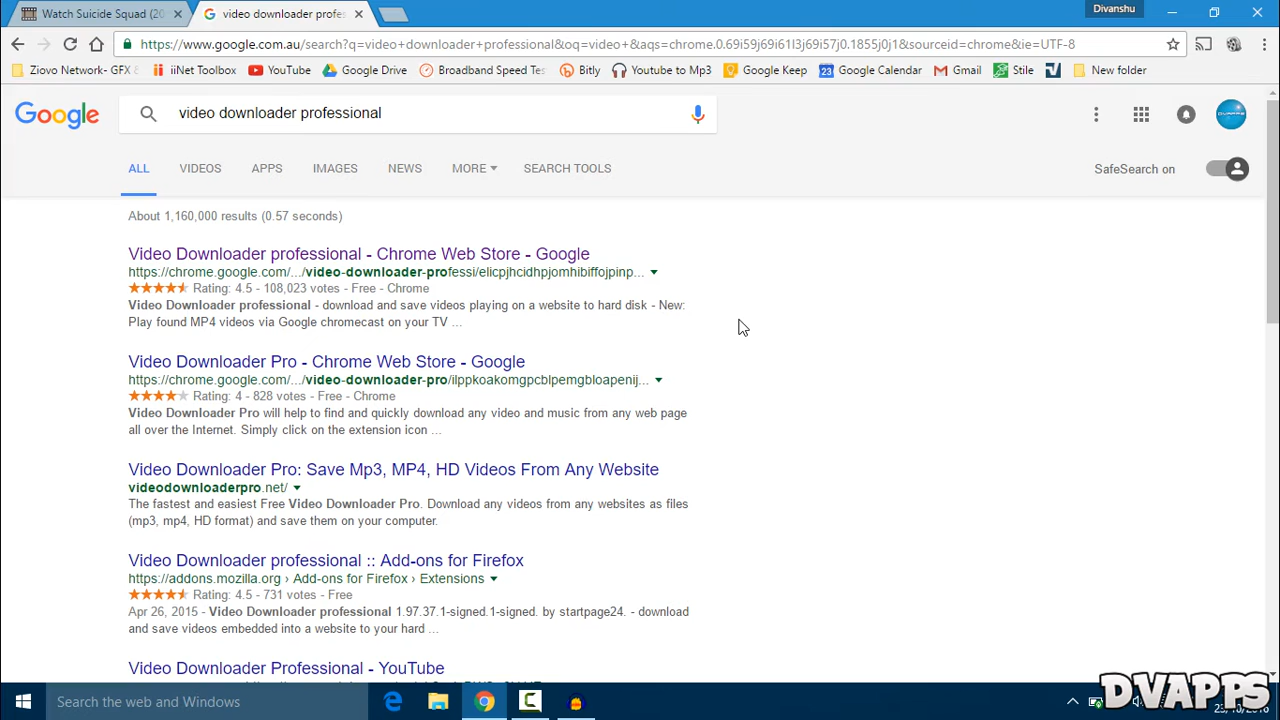 Watch Suicide Squad (20
video downloader profes
Divanshu
https://www.google.com.au/search?q=video+downloader+professional&oq=video+&aqs=chrome.0.69i59j69i61l3j69i57j0.1855j0j1&sourceid=chrome&ie=UTF-8
Ziovo Network- GFX &
iiNet Toolbox
YouTube
Google Drive
Broadband Speed Tes
Bitly
Youtube to Mp3
Google Keep
23 Google Calendar
Gmail
Stile
New folder
Google
video downloader professional
DVAPPS
ALL VIDEOS APPS IMAGES NEWS MORE SEARCH TOOLS
SafeSearch on
About 1,160,000 results (0.57 seconds)
Video Downloader professional - Chrome Web Store - Google
https://chrome.google.com/.../video-downloader-professi/elicpjhcidhpjomhibiffojpinp...
Rating: 4.5 - 108,023 votes - Free - Chrome
Video Downloader professional - download and save videos playing on a website to hard disk - New:
Play found MP4 videos via Google chromecast on your TV ...
Video Downloader Pro - Chrome Web Store - Google
https://chrome.google.com/.../video-downloader-pro/ilppkoakomgpcblpemgbloapenij...
Rating: 4 - 828 votes - Free - Chrome
Video Downloader Pro will help to find and quickly download any video and music from any web page
all over the Internet. Simply click on the extension icon ...
Video Downloader Pro: Save Mp3, MP4, HD Videos From Any Website
videodownloaderpro.net/
The fastest and easiest Free Video Downloader Pro. Download any videos from any websites as files
(mp3, mp4, HD format) and save them on your computer.
Video Downloader professional :: Add-ons for Firefox
https://addons.mozilla.org › Add-ons for Firefox › Extensions
Rating: 4.5 - 731 votes - Free
Apr 26, 2015 - Video Downloader professional 1.97.37.1-signed.1-signed. by startpage24. - download
and save videos embedded into a website to your hard ...
Video Downloader Professional - YouTube
Search the web and Windows
DVAPPS